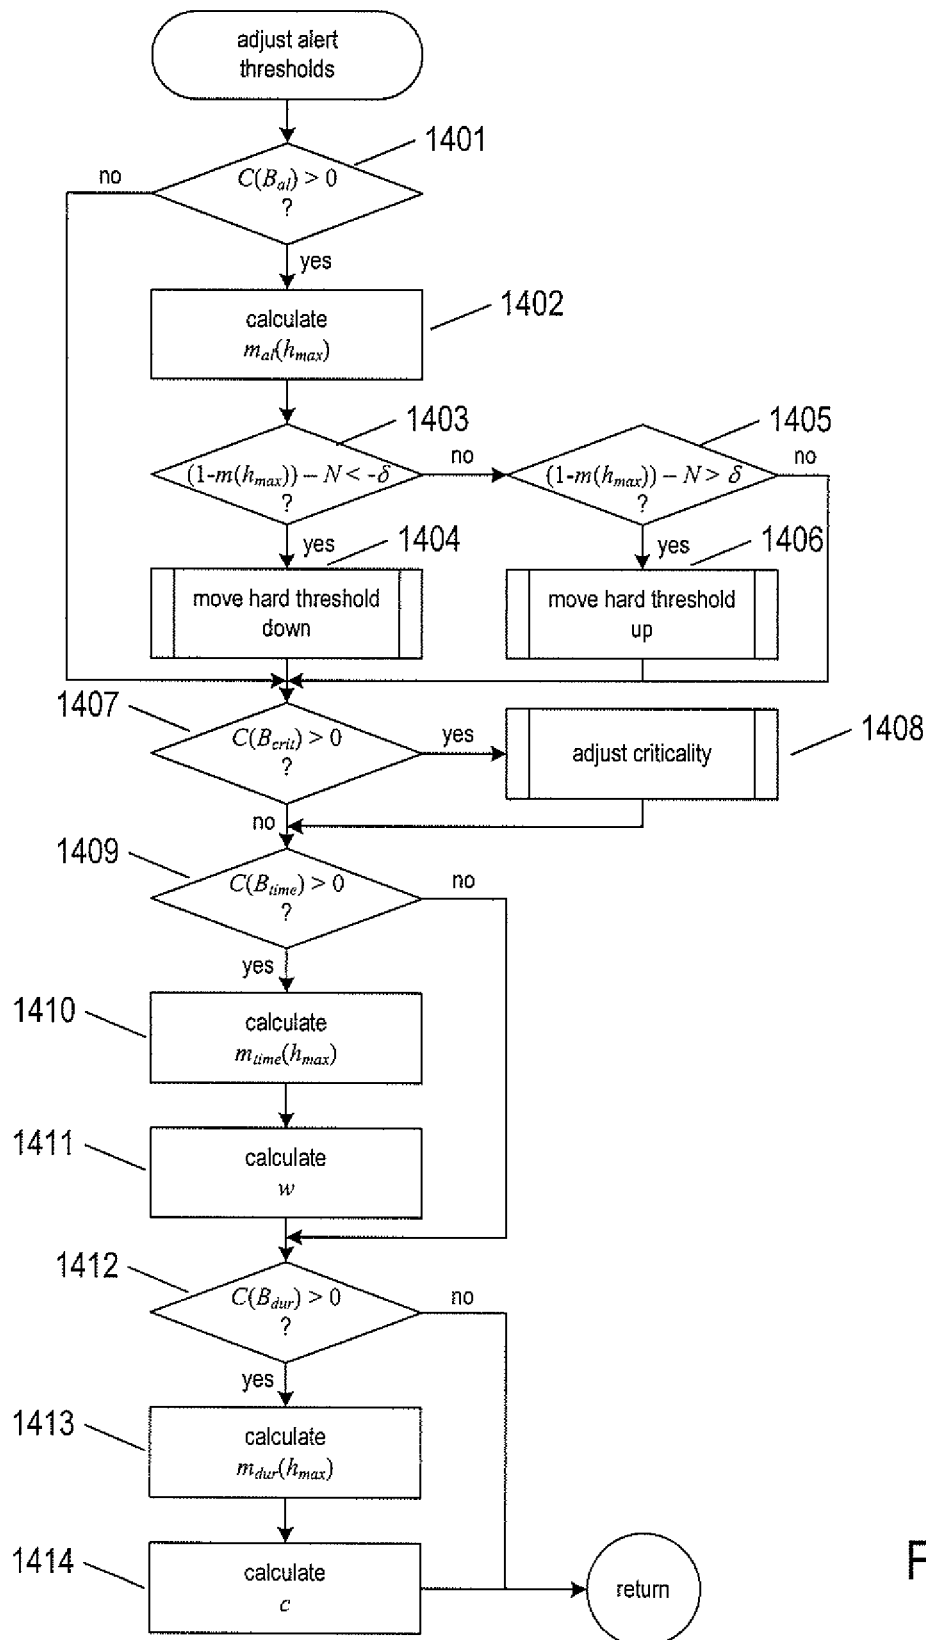 adjust alert
thresholds
1401
no
C(B_al) > 0
?
yes
1402
calculate
m_al(h_max)
1403
1405
(1-m(h_max)) – N < -δ
?
no
(1-m(h_max)) – N > δ
?
no
yes
1404
yes
1406
move hard threshold
down
move hard threshold
up
1407
C(B_crit) > 0
?
yes
adjust criticality
1408
no
1409
C(B_time) > 0
?
no
yes
1410
calculate
m_time(h_max)
1411
calculate
w
1412
C(B_dur) > 0
?
no
yes
1413
calculate
m_dur(h_max)
1414
calculate
c
return
F